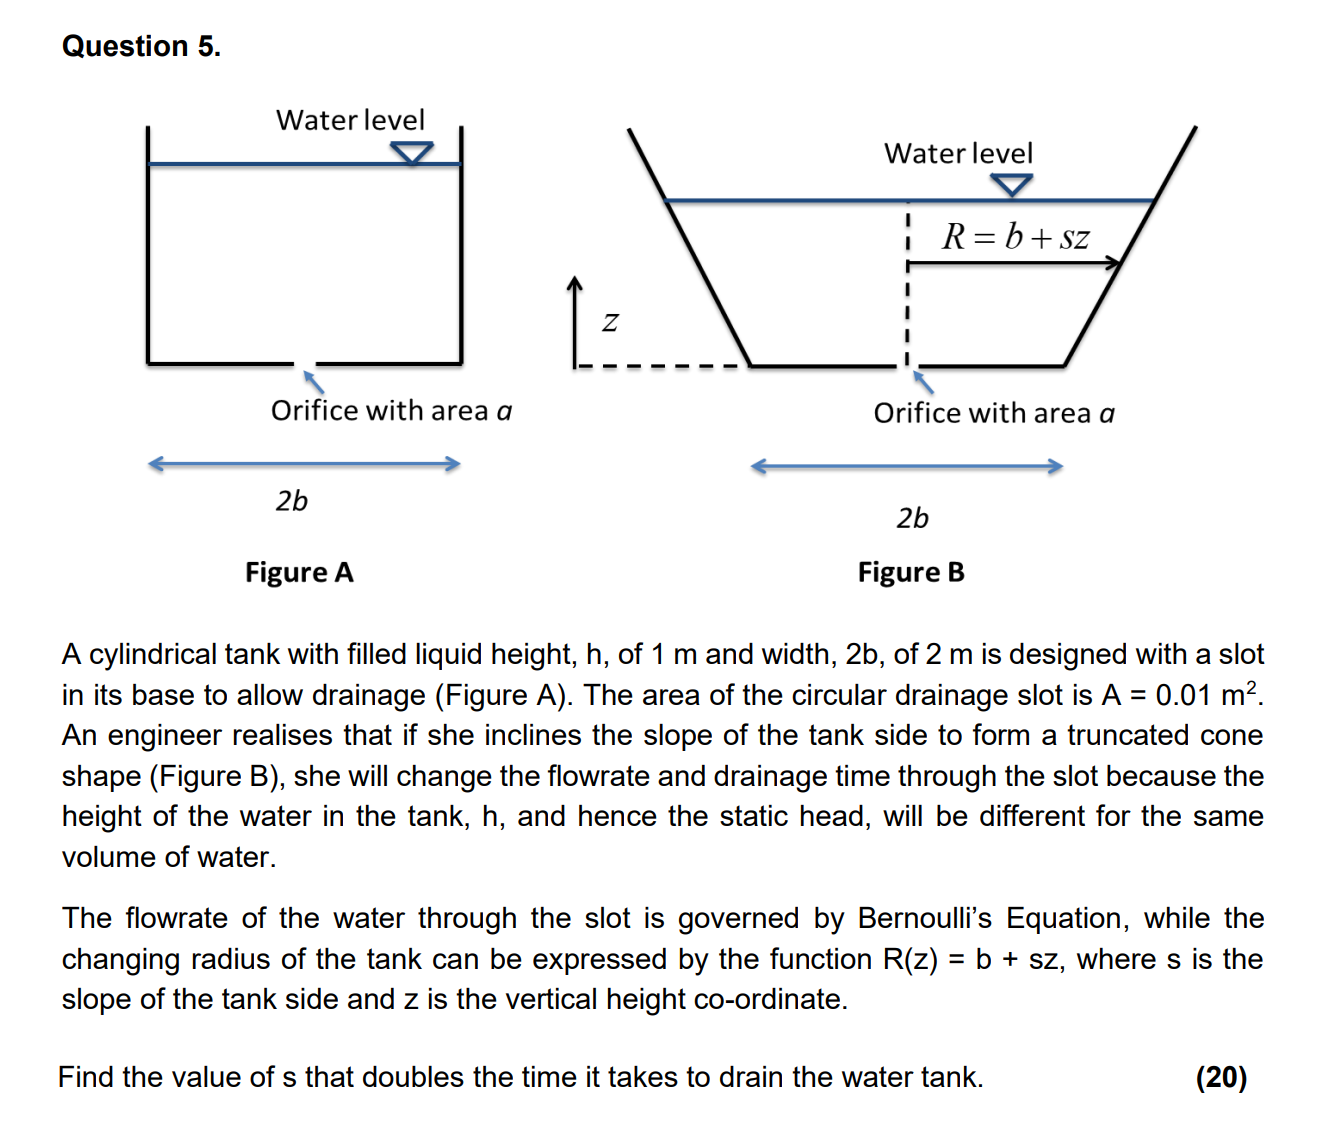 Question 5.
Water level
Water level
R = b + sz
z
Orifice with area a
Orifice with area a
2b
2b
Figure A
Figure B
A cylindrical tank with filled liquid height, h, of 1 m and width, 2b, of 2 m is designed with a slot
in its base to allow drainage (Figure A). The area of the circular drainage slot is A = 0.01 m².
An engineer realises that if she inclines the slope of the tank side to form a truncated cone
shape (Figure B), she will change the flowrate and drainage time through the slot because the
height of the water in the tank, h, and hence the static head, will be different for the same
volume of water.
The flowrate of the water through the slot is governed by Bernoulli's Equation, while the
changing radius of the tank can be expressed by the function R(z) = b + sz, where s is the
slope of the tank side and z is the vertical height co-ordinate.
Find the value of s that doubles the time it takes to drain the water tank. (20)